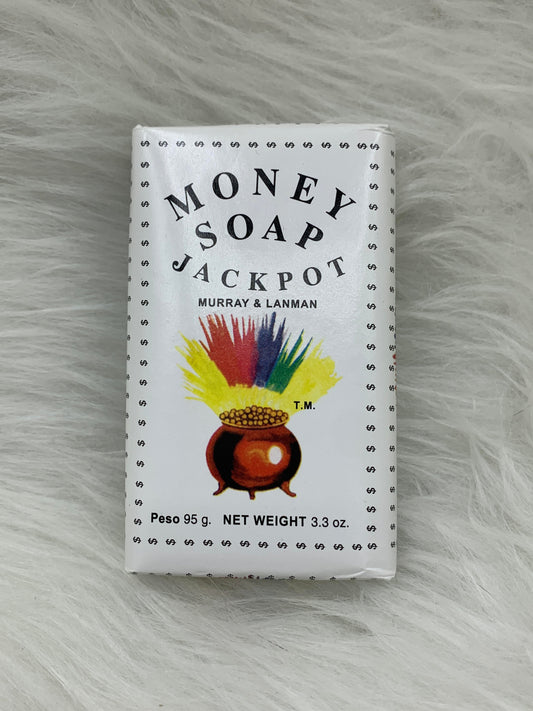 MONEY
SOAP
JACKPOT
MURRAY & LANMAN
T.M.
Peso 95 g. NET WEIGHT 3.3 oz.